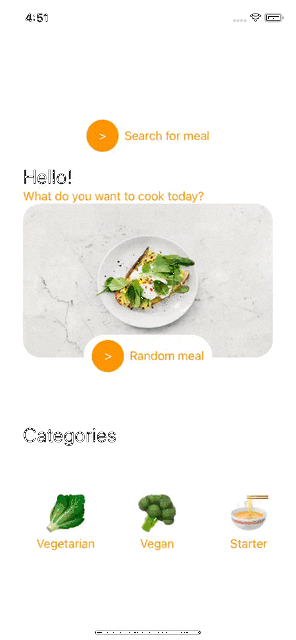 4:51
> Search for meal
Hello!
What do you want to cook today?
> Random meal
Categories
Vegetarian Vegan Starter